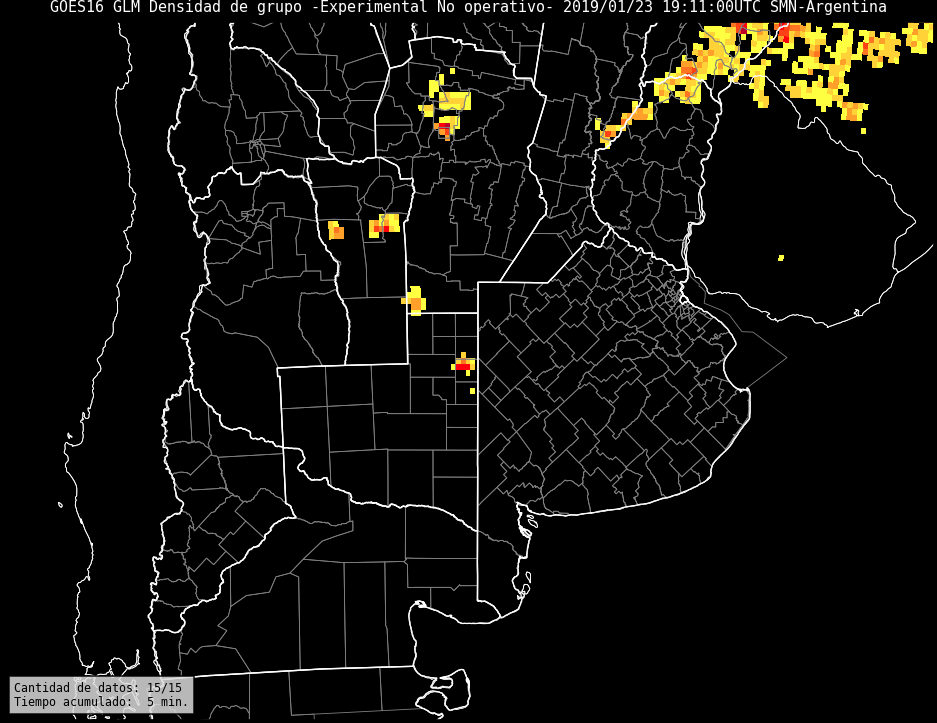 GOES16 GLM Densidad de grupo -Experimental No operativo- 2019/01/23 19:11:00UTC SMN-Argentina
Cantidad de datos: 15/15
Tiempo acumulado:  5 min.